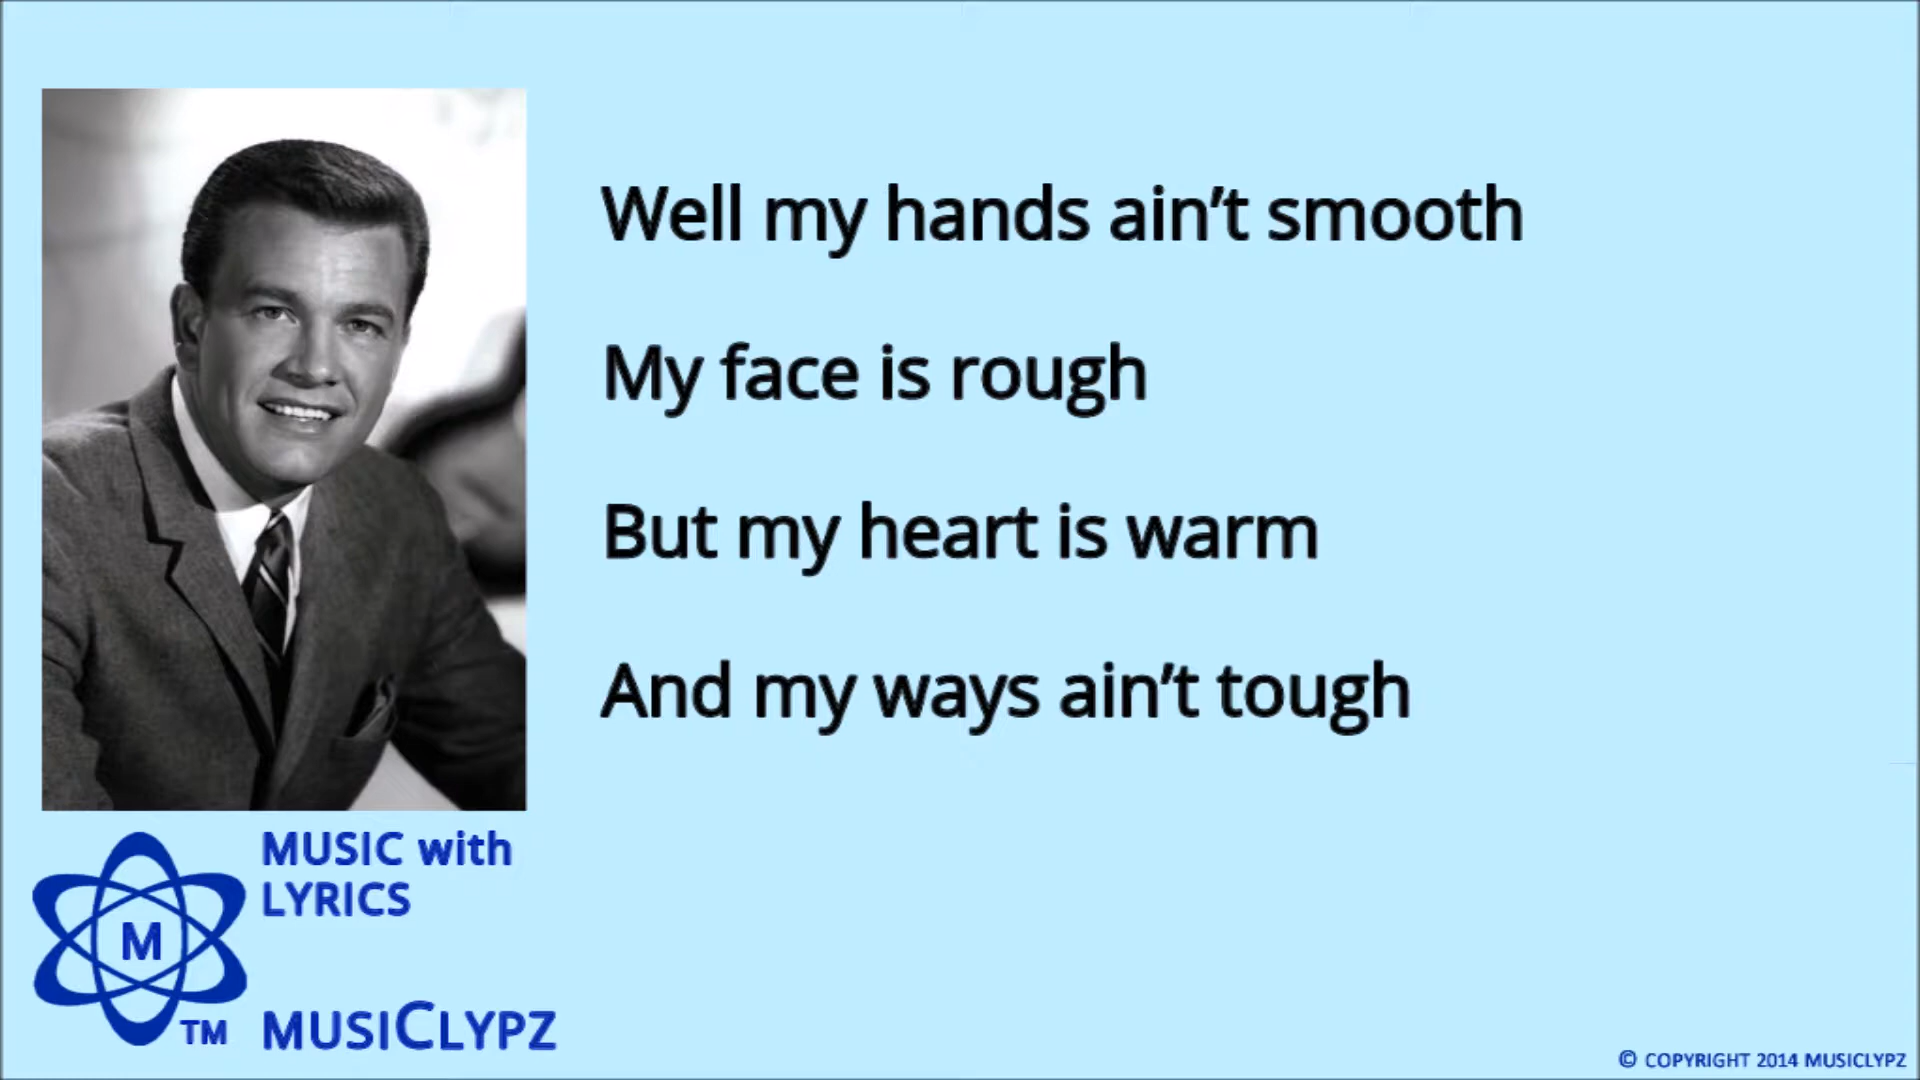 Well my hands ain’t smooth
My face is rough
But my heart is warm
And my ways ain’t tough
MUSIC with
LYRICS
M
TM
MUSICLYPZ
© COPYRIGHT 2014 MUSICLYPZ